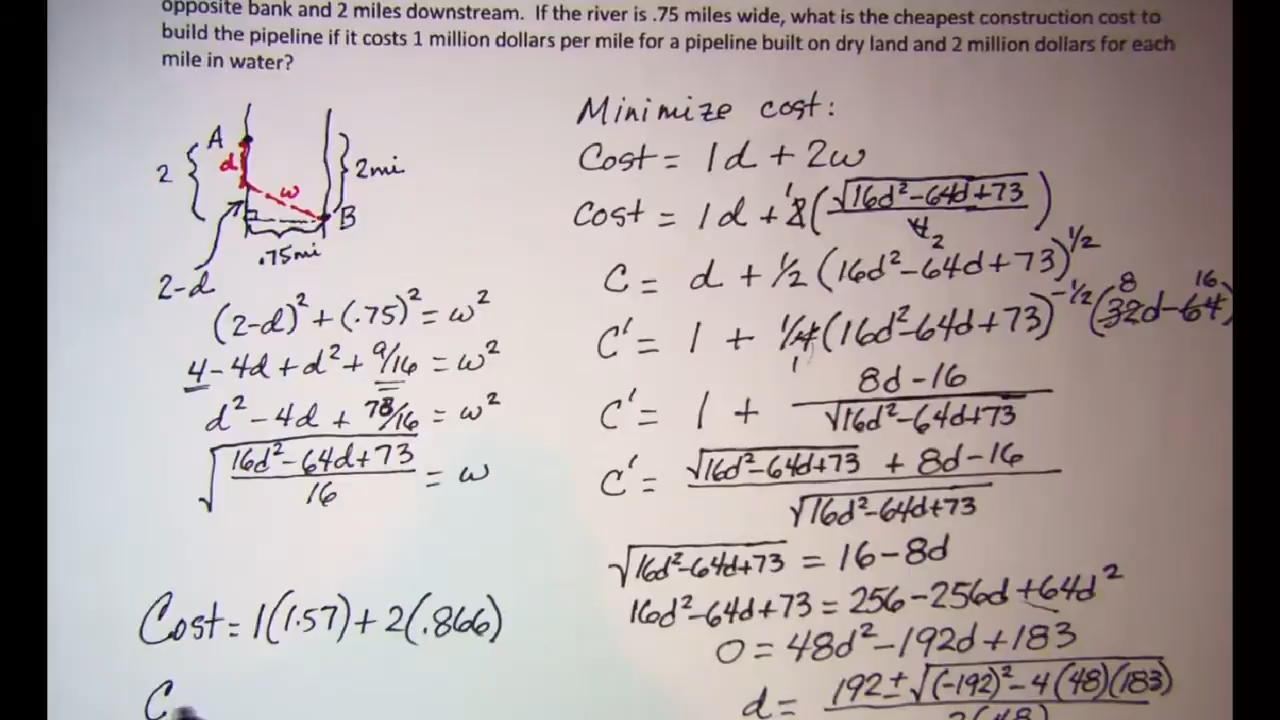 opposite bank and 2 miles downstream. If the river is .75 miles wide, what is the cheapest construction cost to
build the pipeline if it costs 1 million dollars per mile for a pipeline built on dry land and 2 million dollars for each
mile in water?
A
2 {
d
w
} 2mi
B
.75mi
2-d
(2-d)² + (.75)² = w²
4 - 4d + d² + 9/16 = w²
d² - 4d + 73/16 = w²
√((16d² - 64d + 73)/16) = w
Cost = 1(1.57) + 2(.866)
C
Minimize cost:
Cost = 1d + 2w
Cost = 1d + 2(√(16d² - 64d + 73)/4) 1 2
C = d + 1/2 (16d² - 64d + 73)^1/2
8 16
C' = 1 + 1/4 (16d² - 64d + 73)^-1/2 (32d - 64)
1
C' = 1 + (8d - 16)/√(16d² - 64d + 73)
C' = (√(16d² - 64d + 73) + 8d - 16)/√(16d² - 64d + 73)
√(16d² - 64d + 73) = 16 - 8d
16d² - 64d + 73 = 256 - 256d + 64d²
0 = 48d² - 192d + 183
d = (192 ± √((-192)² - 4(48)(183)))/2(48)